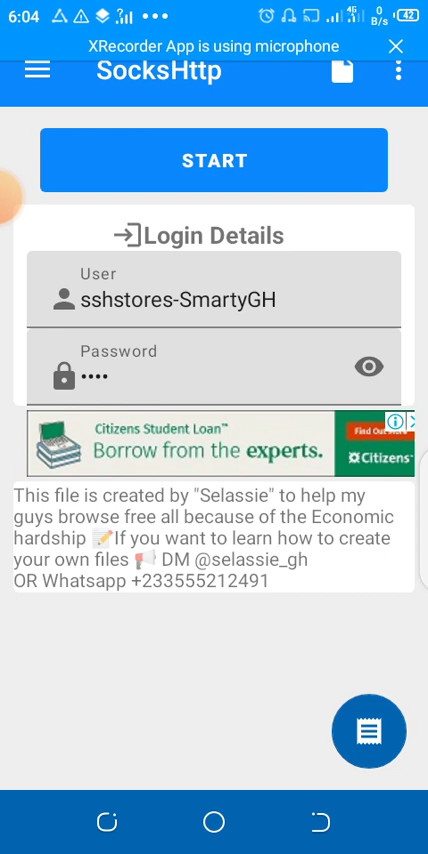 6:04
45
0
B/s
42
XRecorder App is using microphone
SocksHttp
START
Login Details
User
sshstores-SmartyGH
Password
••••
Citizens Student Loan™
Borrow from the experts.
Find Out
Citizens
This file is created by "Selassie" to help my
guys browse free all because of the Economic
hardship 📝If you want to learn how to create
your own files 📢 DM @selassie_gh
OR Whatsapp +233555212491